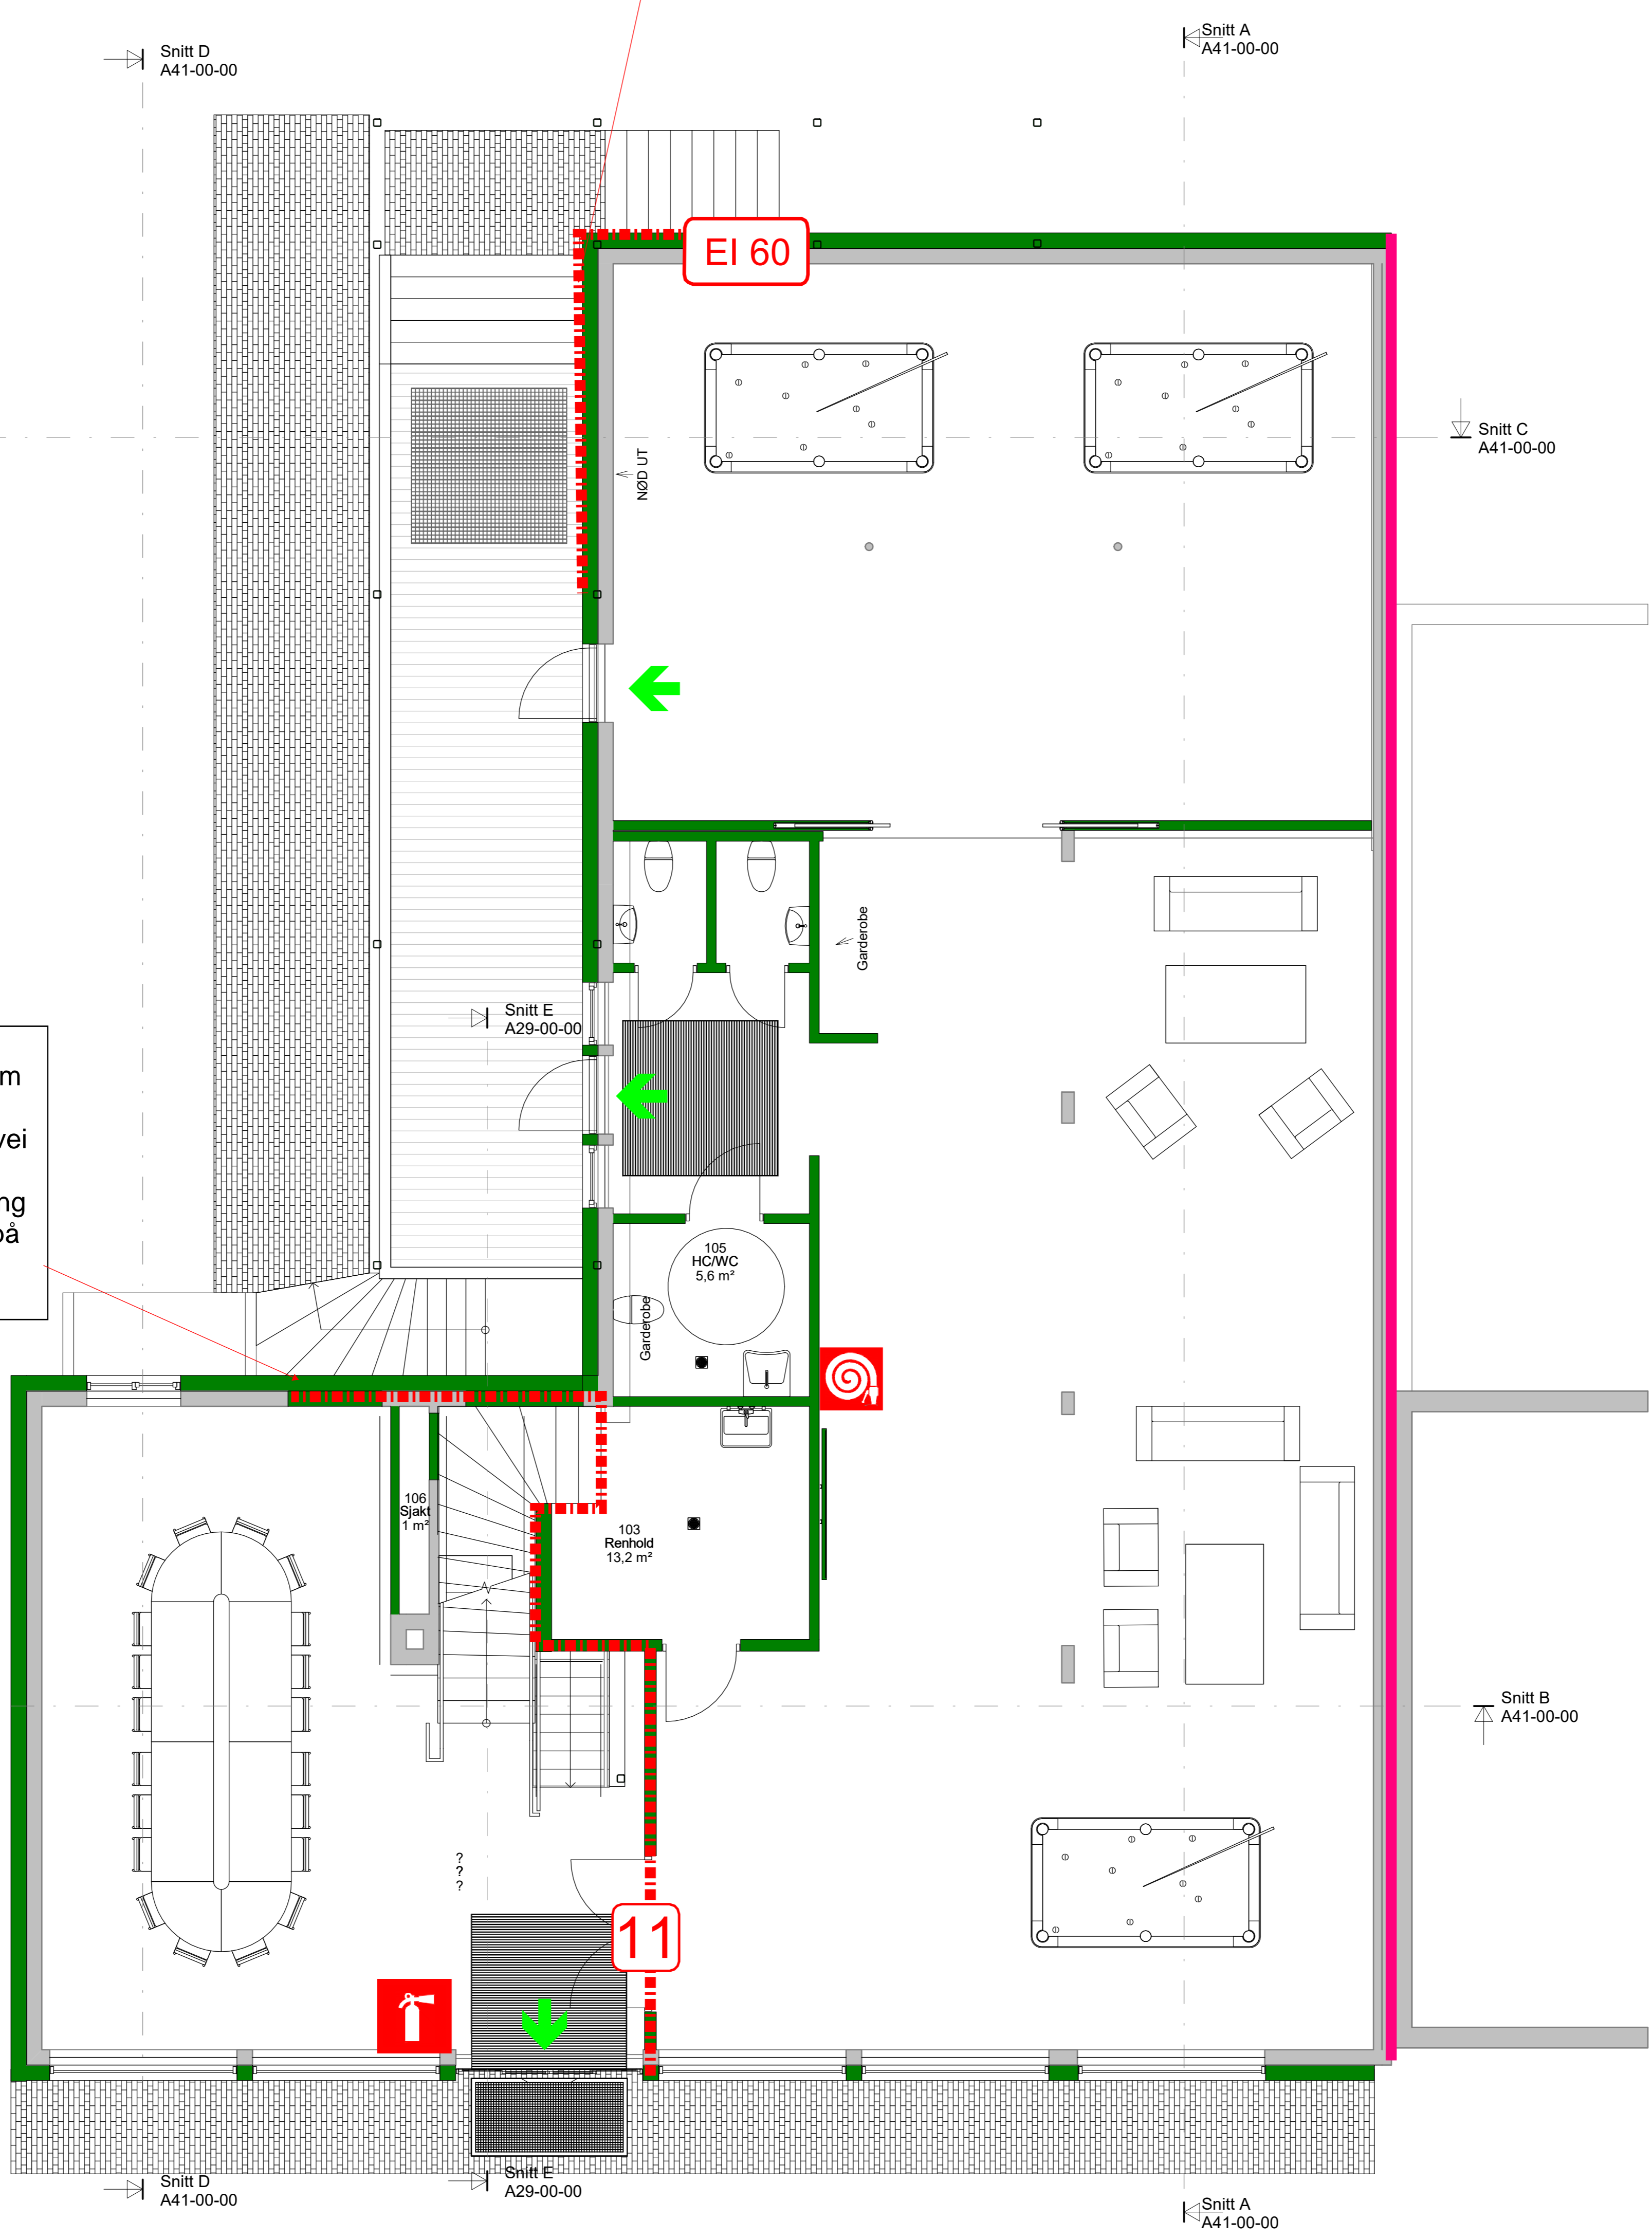 Snitt D
A41-00-00
Snitt A
A41-00-00
EI 60
Snitt C
A41-00-00
NØD UT
Garderobe
Snitt E
A29-00-00
m
vei
ng
på
105
HC/WC
5,6 m²
Garderobe
106
Sjakt
1 m²
103
Renhold
13,2 m²
Snitt B
A41-00-00
?
?
?
11
Snitt D
A41-00-00
Snitt E
A29-00-00
Snitt A
A41-00-00